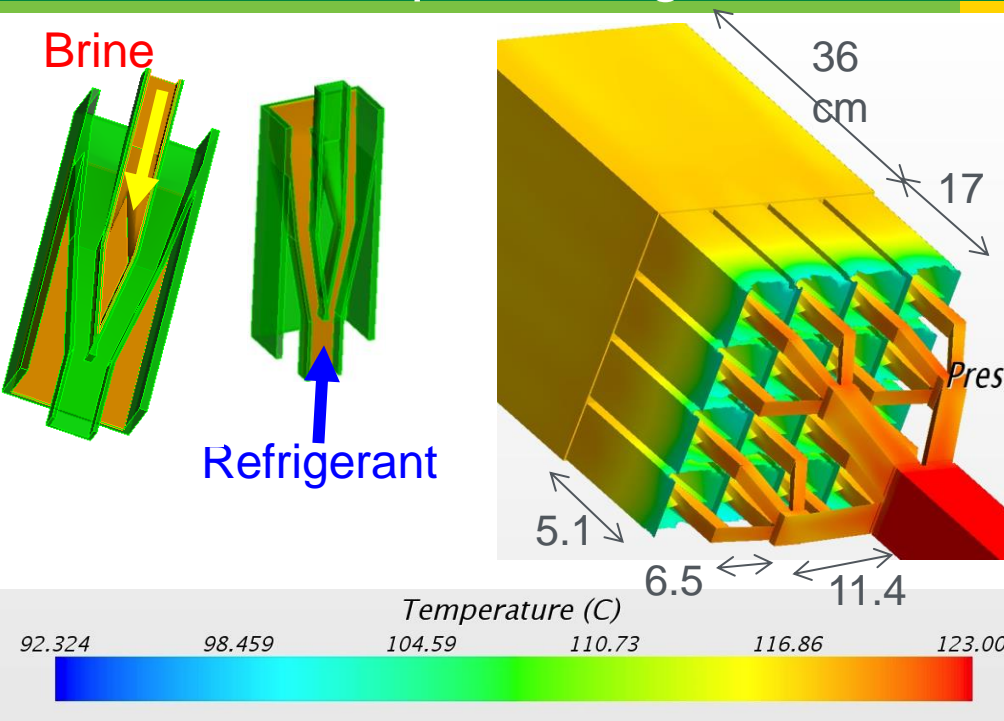 Brine
Refrigerant
36
cm
17
Pres
5.1
6.5
11.4
Temperature (C)
92.324 98.459 104.59 110.73 116.86 123.00